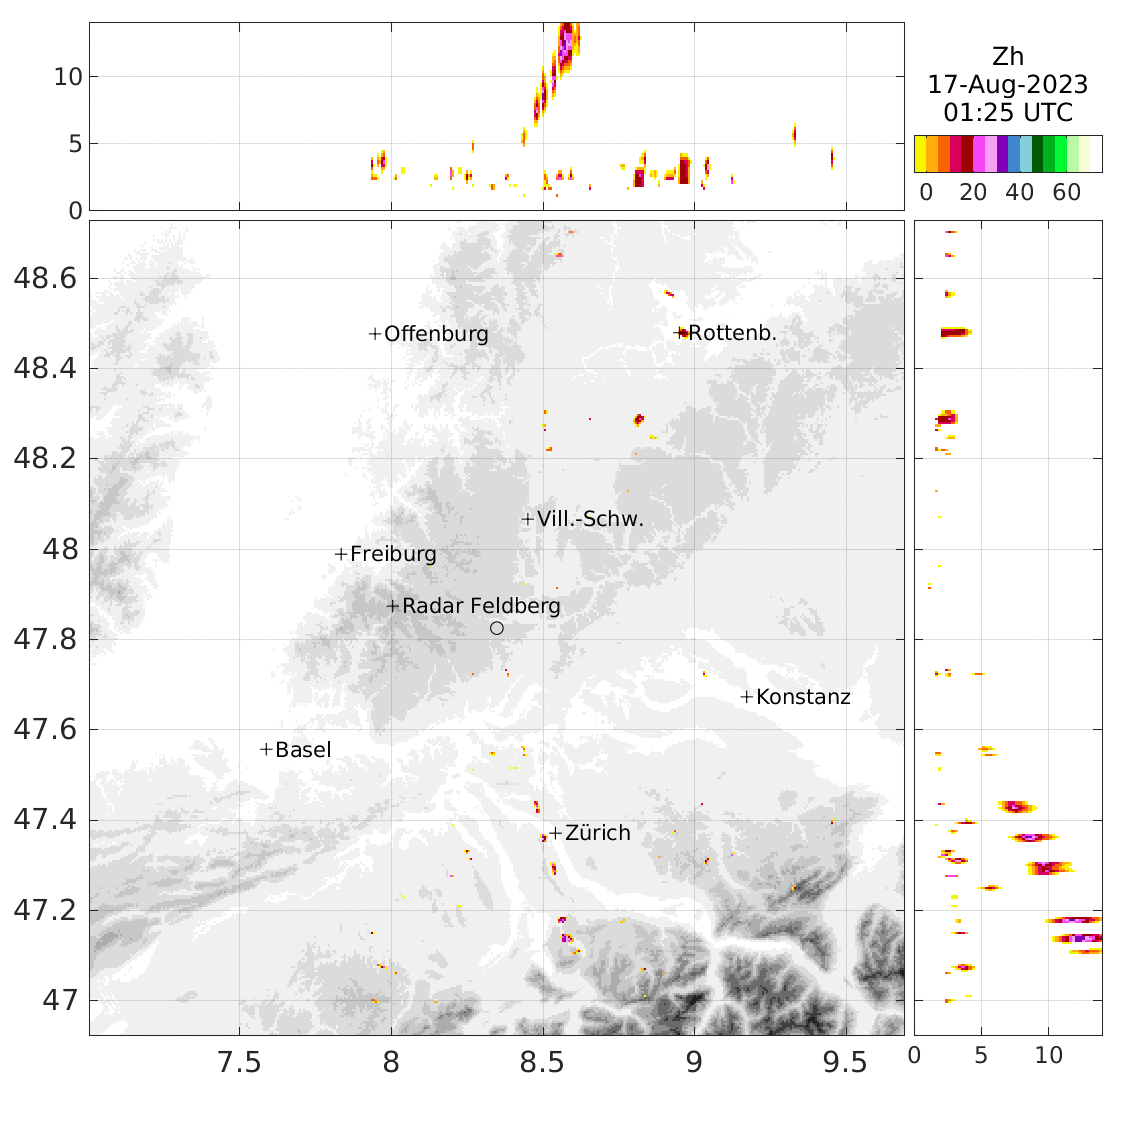 10
5
0
Zh
17-Aug-2023
01:25 UTC
0 20 40 60
48.6
48.4
48.2
48
47.8
47.6
47.4
47.2
47
Offenburg
Rottenb.
Vill.-Schw.
Freiburg
Radar Feldberg
Konstanz
Basel
Zürich
7.5 8 8.5 9 9.5
0 5 10